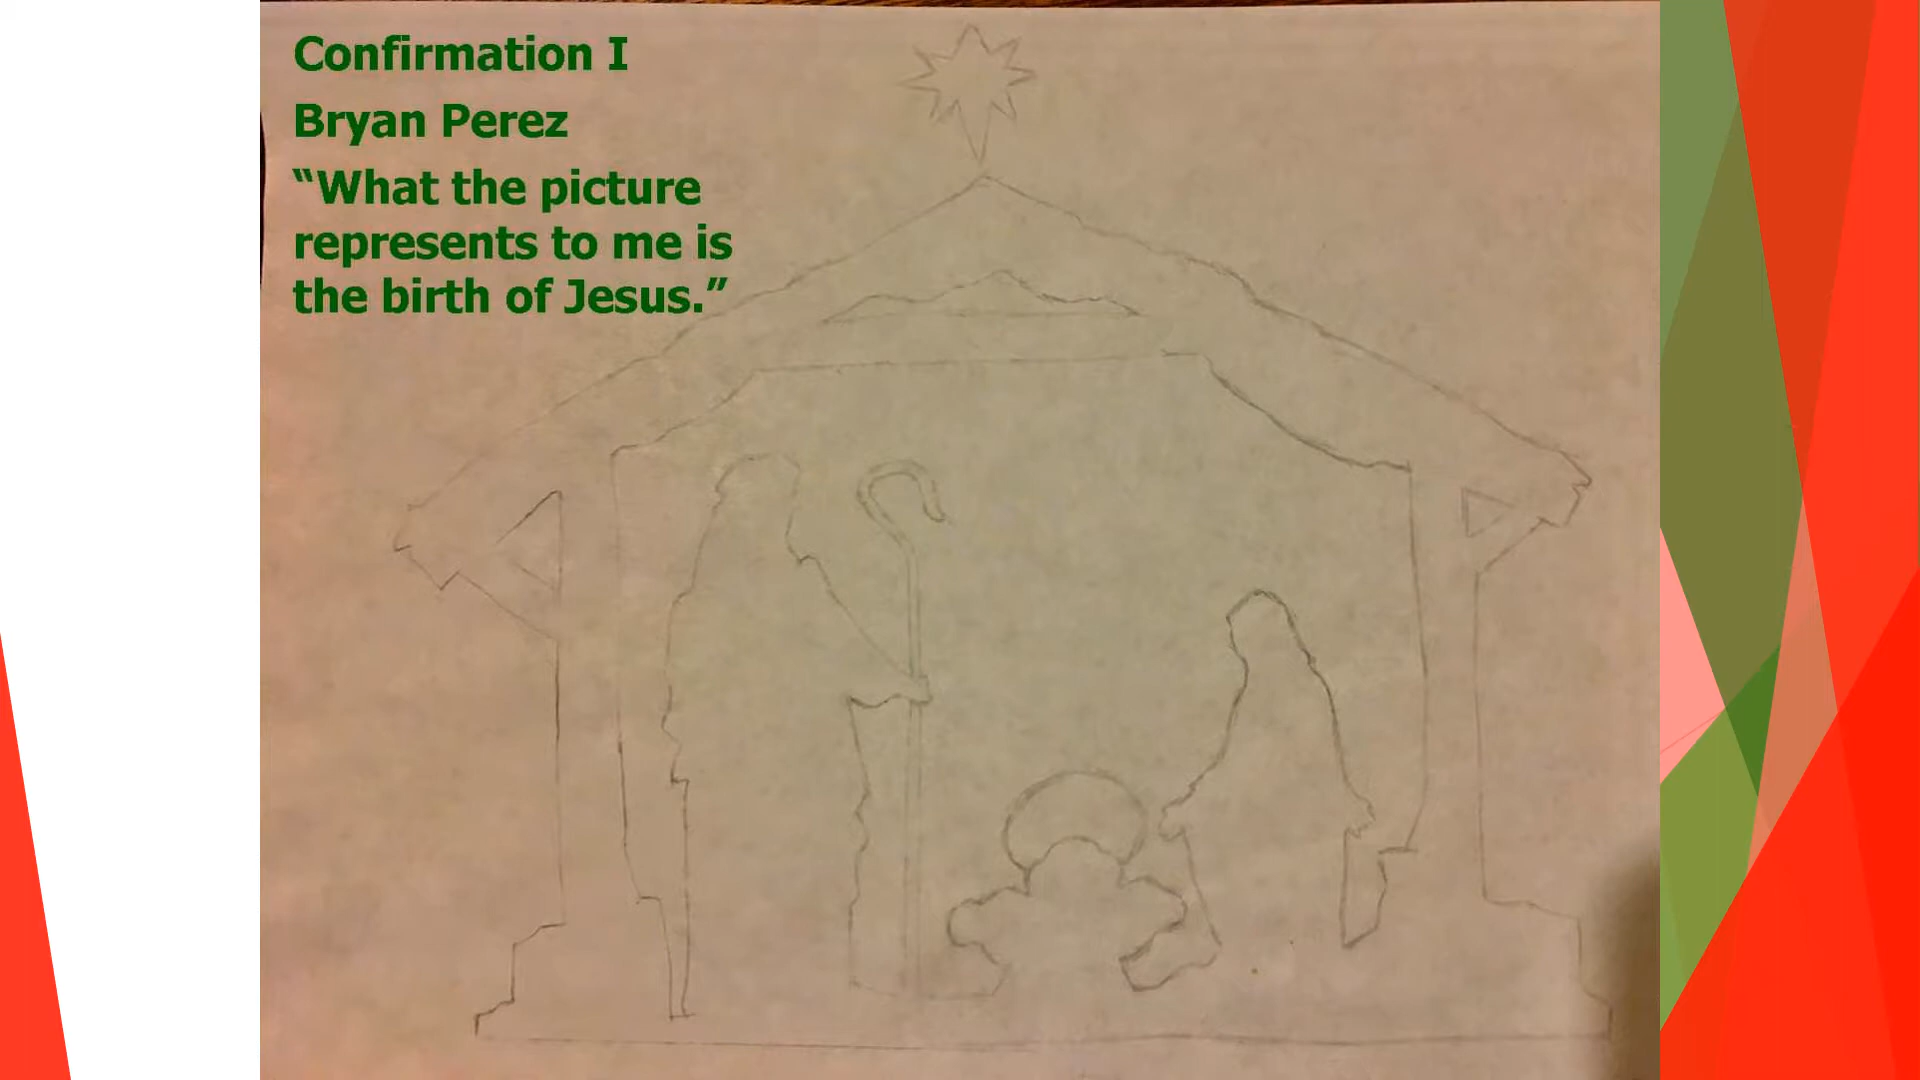 Confirmation I
Bryan Perez
“What the picture
represents to me is
the birth of Jesus.”